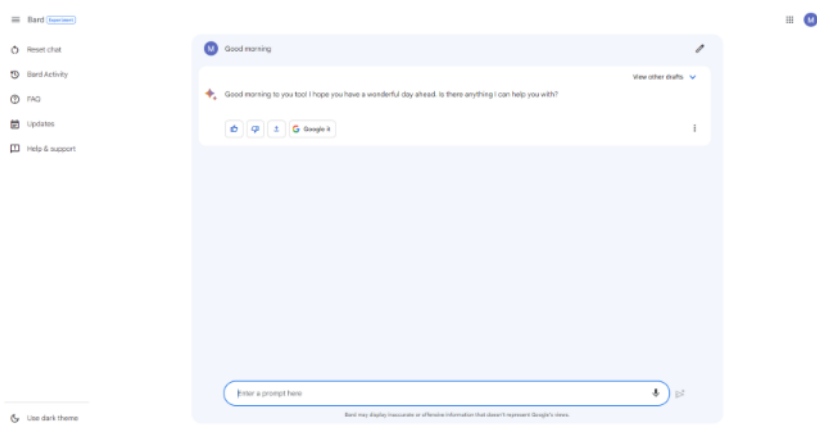 Bard Experiment
M
Reset chat
Bard Activity
FAQ
Updates
Help & support
Use dark theme
M Good morning
View other drafts
Good morning to you too! I hope you have a wonderful day ahead. Is there anything I can help you with?
G Google it
Enter a prompt here
Bard may display inaccurate or offensive information that doesn't represent Google's views.